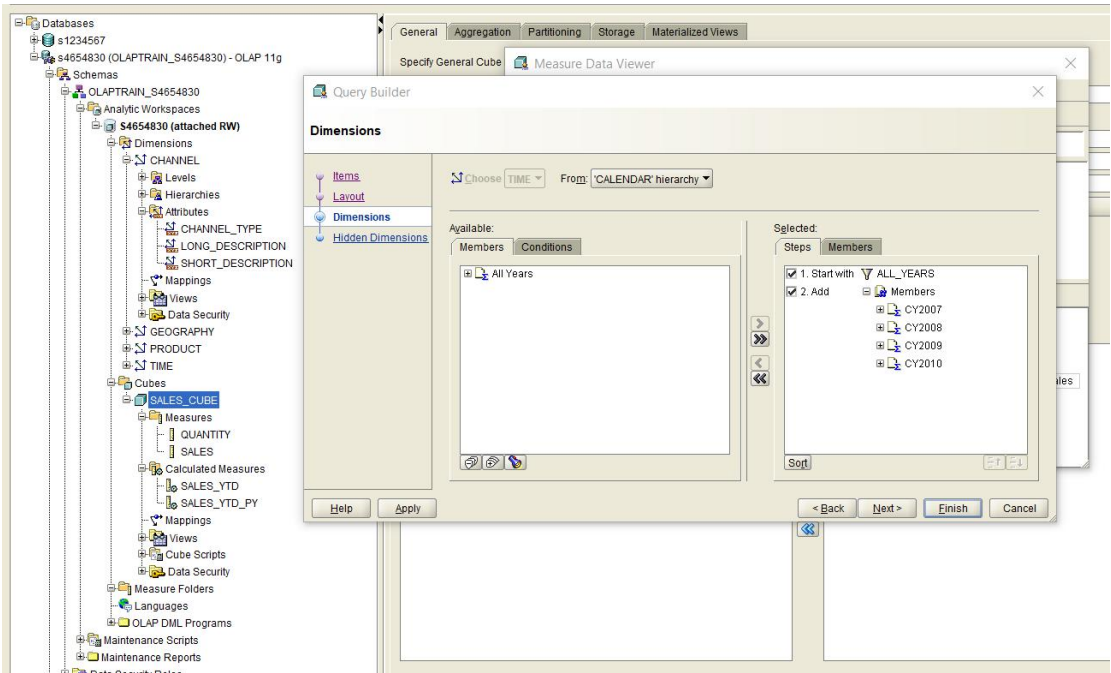 Databases
s1234567
s4654830 (OLAPTRAIN_S4654830) - OLAP 11g
Schemas
OLAPTRAIN_S4654830
Analytic Workspaces
S4654830 (attached RW)
Dimensions
CHANNEL
Levels
Hierarchies
Attributes
CHANNEL_TYPE
LONG_DESCRIPTION
SHORT_DESCRIPTION
Mappings
Views
Data Security
GEOGRAPHY
PRODUCT
TIME
Cubes
SALES_CUBE
Measures
QUANTITY
SALES
Calculated Measures
SALES_YTD
SALES_YTD_PY
Mappings
Views
Cube Scripts
Data Security
Measure Folders
Languages
OLAP DML Programs
Maintenance Scripts
Maintenance Reports
Data Security Roles
General Aggregation Partitioning Storage Materialized Views
Specify General Cube
Measure Data Viewer
Query Builder
Dimensions
Items
Layout
Dimensions
Hidden Dimensions
Choose TIME From: 'CALENDAR' hierarchy
Available:
Members Conditions
All Years
Selected:
Steps Members
1. Start with ALL_YEARS
2. Add Members
CY2007
CY2008
CY2009
CY2010
Sort
Help Apply < Back Next > Finish Cancel